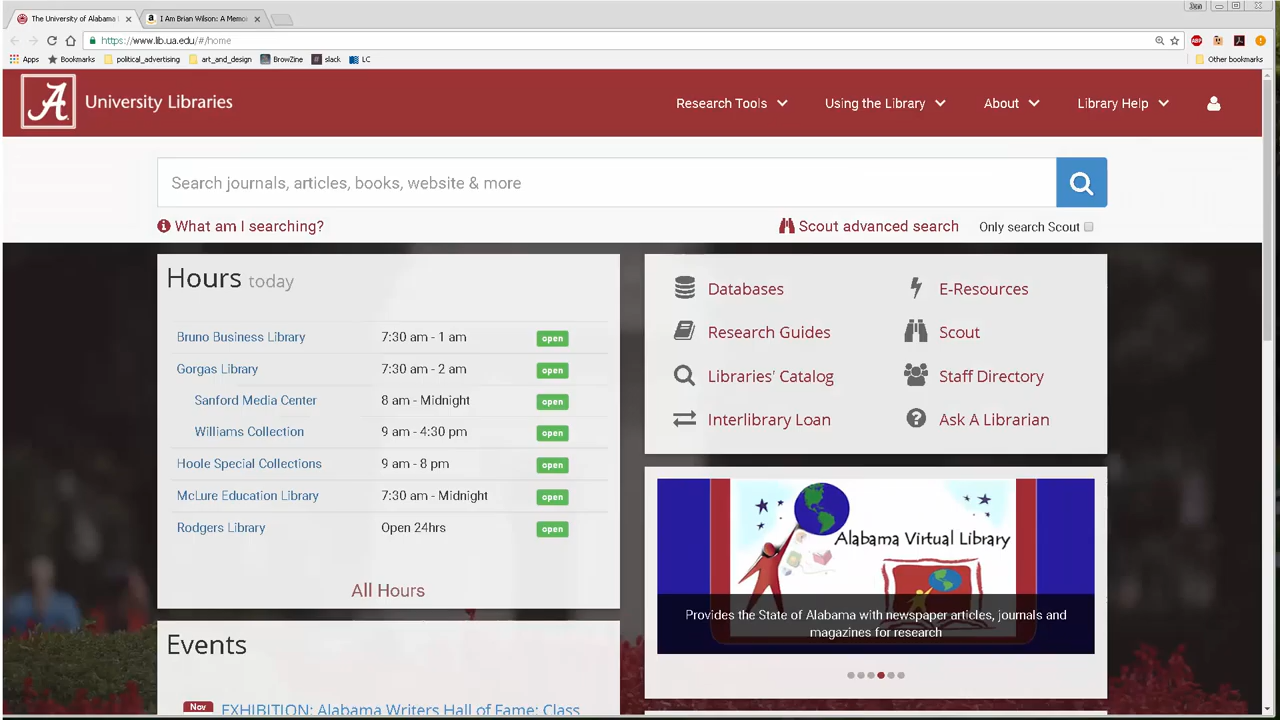 The University of Alabama
I Am Brian Wilson: A Memo
https://www.lib.ua.edu/#/home
Apps
Bookmarks
political_advertising
art_and_design
BrowZine
slack
LC
Other bookmarks
A University Libraries
Research Tools
Using the Library
About
Library Help
Search journals, articles, books, website & more
What am I searching?
Scout advanced search
Only search Scout
Hours today
Bruno Business Library 7:30 am - 1 am open
Gorgas Library 7:30 am - 2 am open
Sanford Media Center 8 am - Midnight open
Williams Collection 9 am - 4:30 pm open
Hoole Special Collections 9 am - 8 pm open
McLure Education Library 7:30 am - Midnight open
Rodgers Library Open 24hrs open
All Hours
Databases
E-Resources
Research Guides
Scout
Libraries' Catalog
Staff Directory
Interlibrary Loan
Ask A Librarian
Alabama Virtual Library
Provides the State of Alabama with newspaper articles, journals and
magazines for research
Events
Nov
EXHIBITION: Alabama Writers Hall of Fame: Class